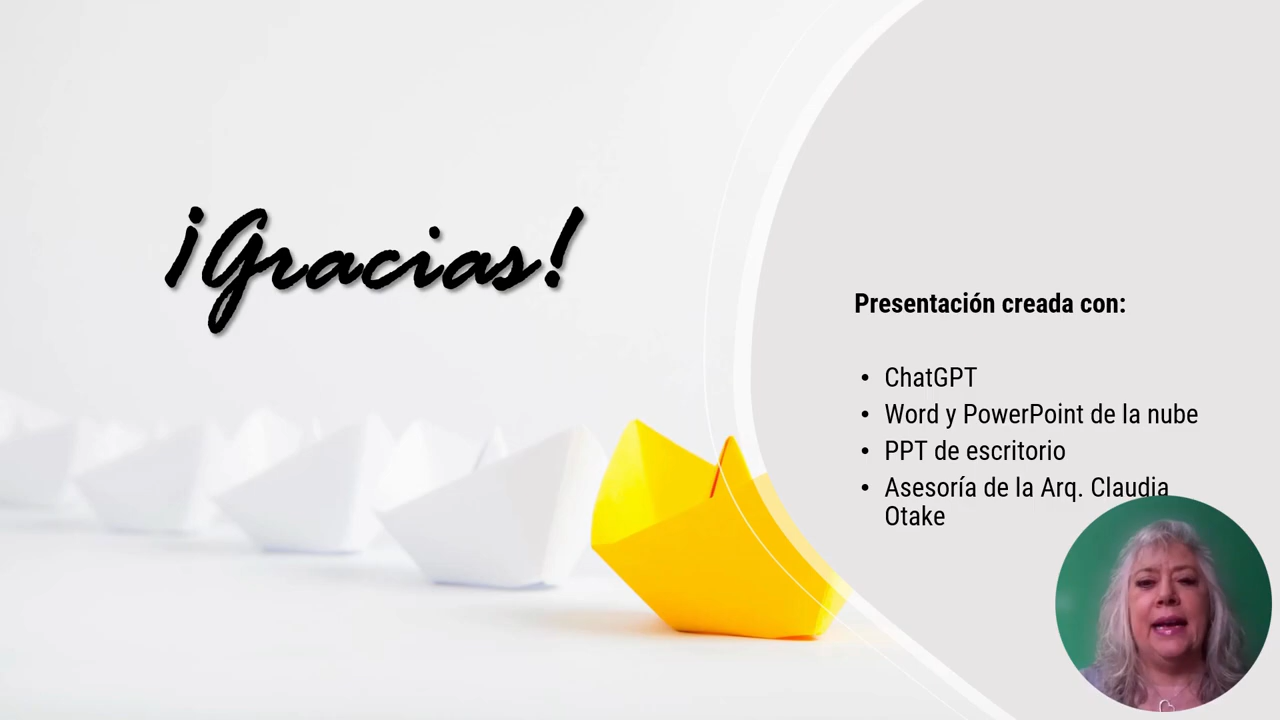 ¡Gracias!
Presentación creada con:
• ChatGPT
• Word y PowerPoint de la nube
• PPT de escritorio
• Asesoría de la Arq. Claudia
Otake